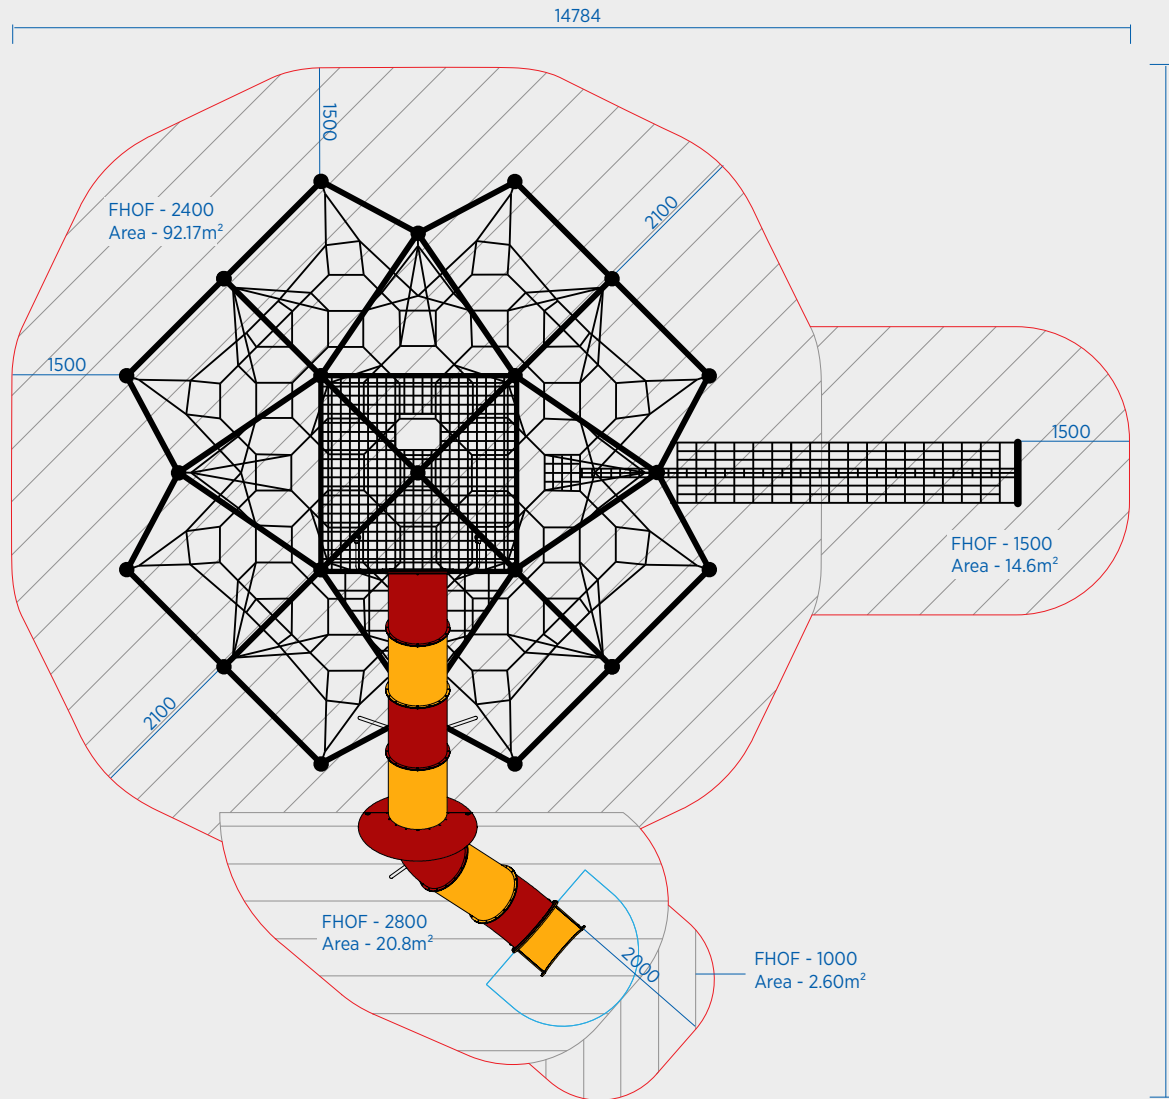 14784
1500
FHOF - 2400
Area - 92.17m²
2100
1500
1500
FHOF - 1500
Area - 14.6m²
2100
FHOF - 2800
Area - 20.8m²
2000
FHOF - 1000
Area - 2.60m²